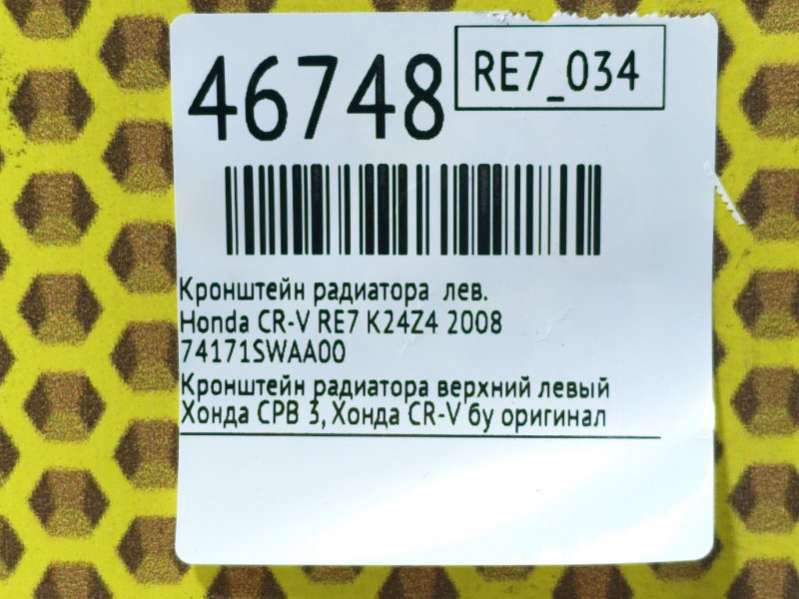 46748
RE7_034
Кронштейн радиатора лев.
Honda CR-V RE7 K24Z4 2008
74171SWAA00
Кронштейн радиатора верхний левый
Хонда СРВ 3, Хонда CR-V бу оригинал